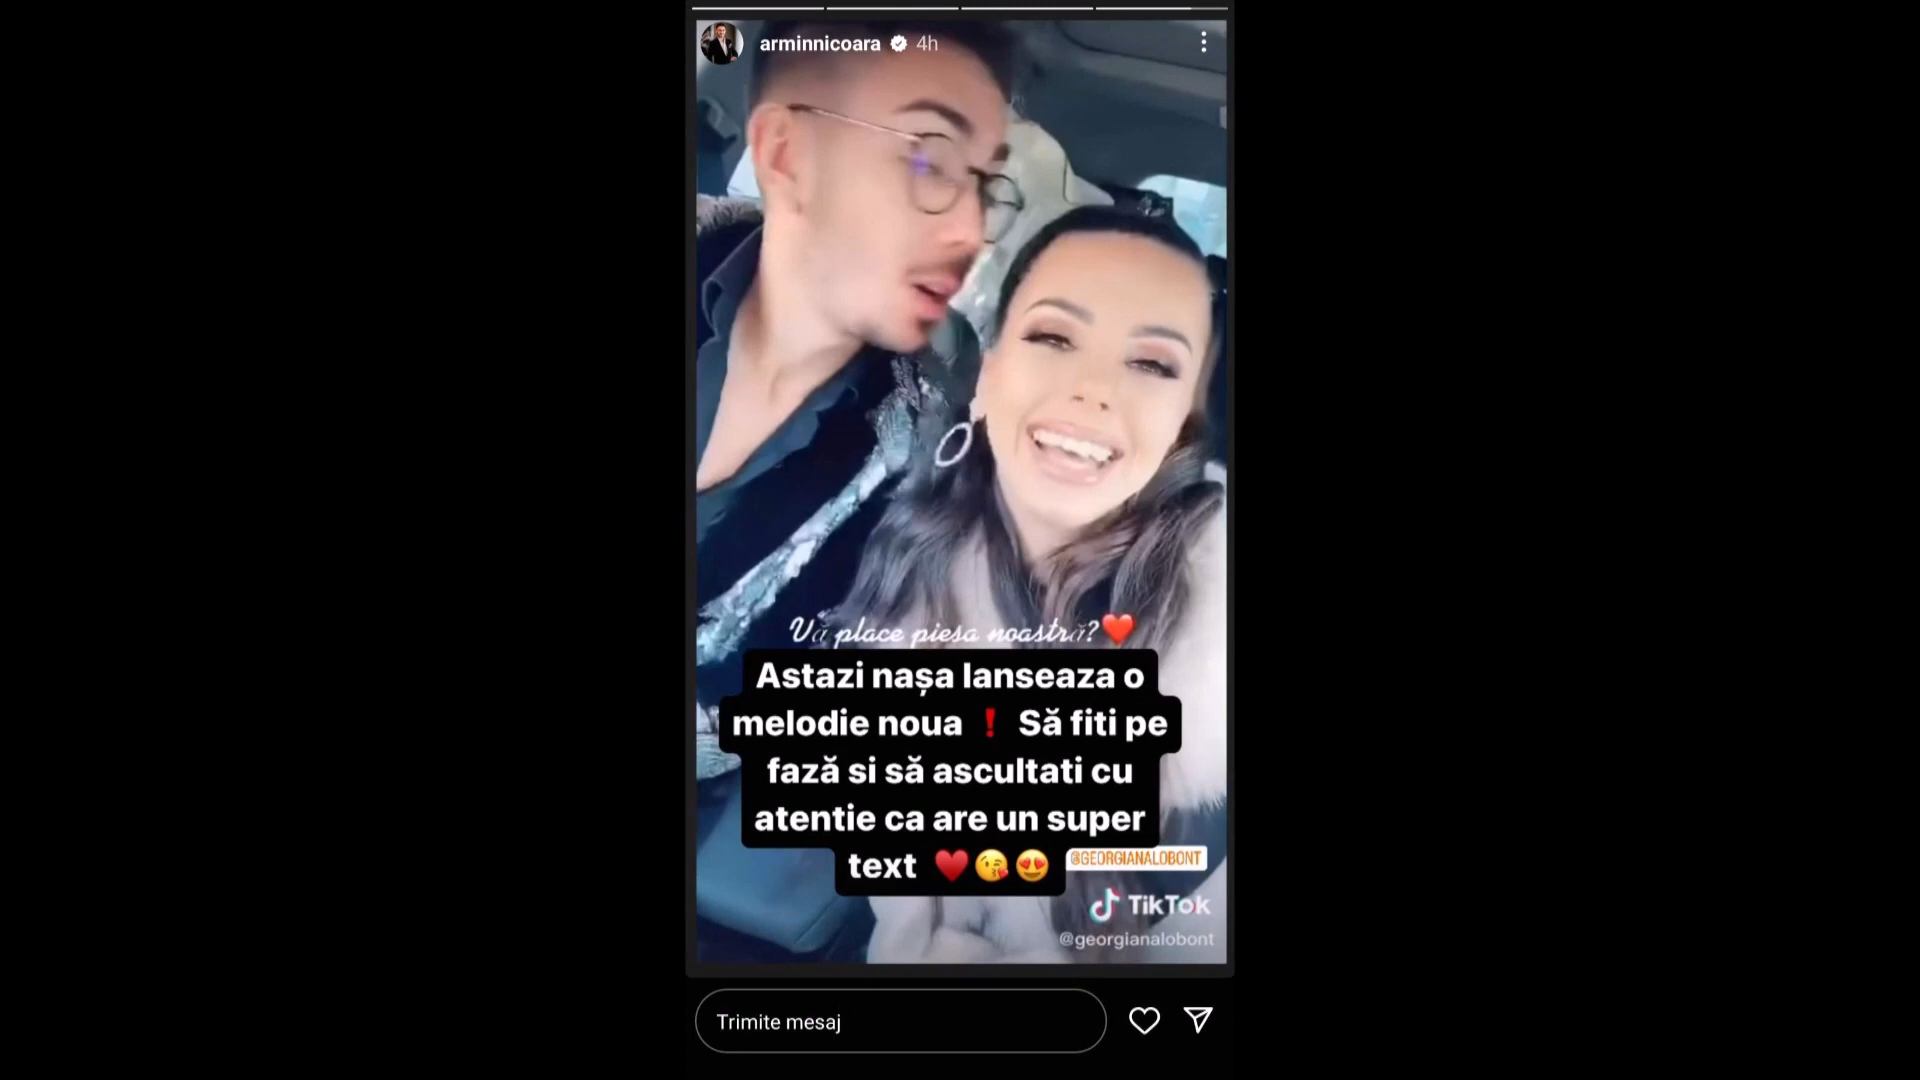 arminnicoara 4h
Vă place piesa noastră?❤️
Astazi nașa lanseaza o
melodie noua ❗ Să fiti pe
fază si să ascultati cu
atentie ca are un super
text ♥️😘😍
@GEORGIANALOBONT
TikTok
@georgianalobont
Trimite mesaj